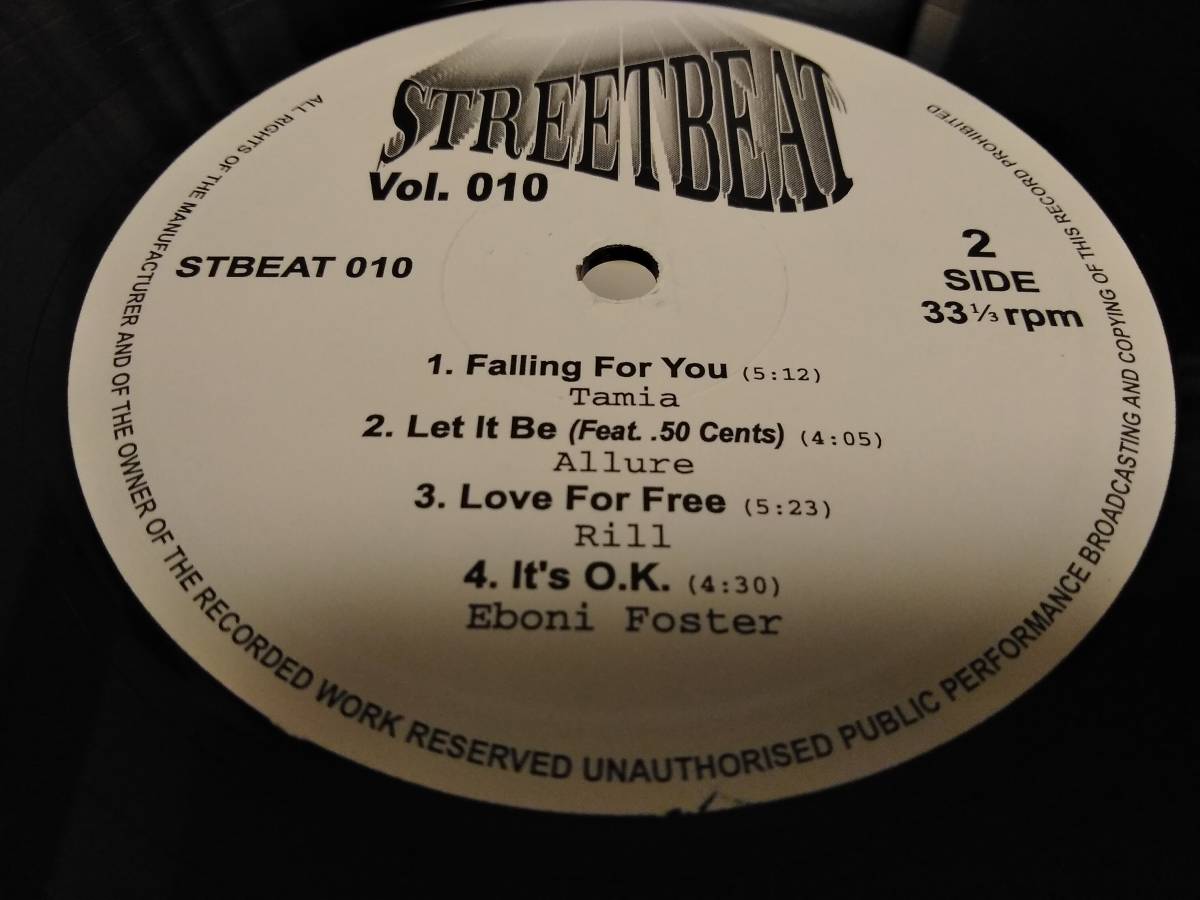 STREETBEAT
Vol. 010
STBEAT 010
2
SIDE
33 1/3 rpm
1. Falling For You (5:12)
Tamia
2. Let It Be (Feat. .50 Cents) (4:05)
Allure
3. Love For Free (5:23)
Rill
4. It's O.K. (4:30)
Eboni Foster
ALL RIGHTS OF THE MANUFACTURER AND OF THE OWNER OF THE RECORDED WORK RESERVED UNAUTHORISED PUBLIC PERFORMANCE BROADCASTING AND COPYING OF THIS RECORD PROHIBITED